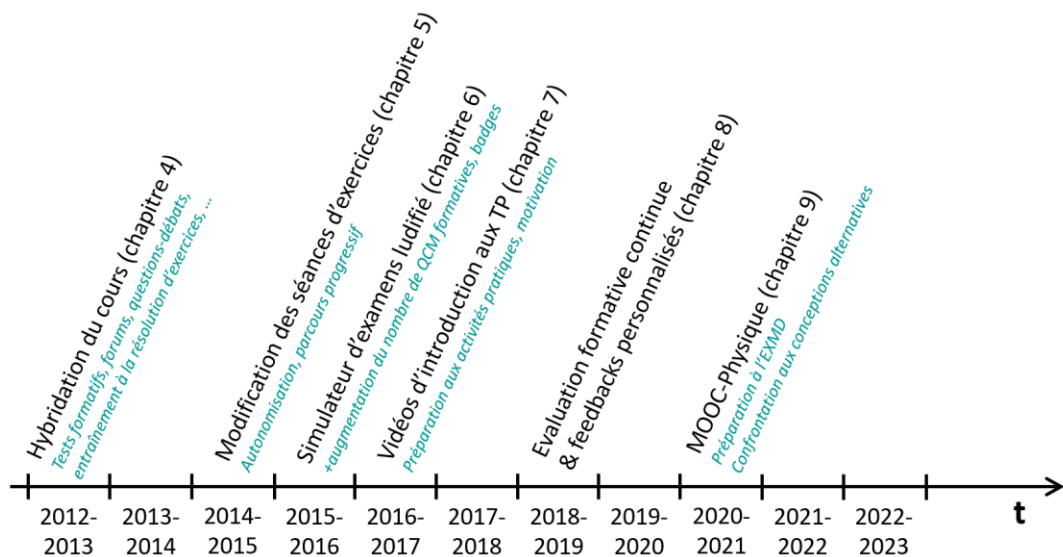 Hybridation du cours (chapitre 4)
Tests formatifs, forums, questions-débats,
entraînement à la résolution d'exercices, ...
Modification des séances d'exercices (chapitre 5)
Autonomisation, parcours progressif
Simulateur d'examens ludifié (chapitre 6)
+augmentation du nombre de QCM formatives, badges
Vidéos d'introduction aux TP (chapitre 7)
Préparation aux activités pratiques, motivation
Evaluation formative continue
& feedbacks personnalisés (chapitre 8)
MOOC-Physique (chapitre 9)
Préparation à l'EXMD
Confrontation aux conceptions alternatives
t
2012-
2013
2013-
2014
2014-
2015
2015-
2016
2016-
2017
2017-
2018
2018-
2019
2019-
2020
2020-
2021
2021-
2022
2022-
2023